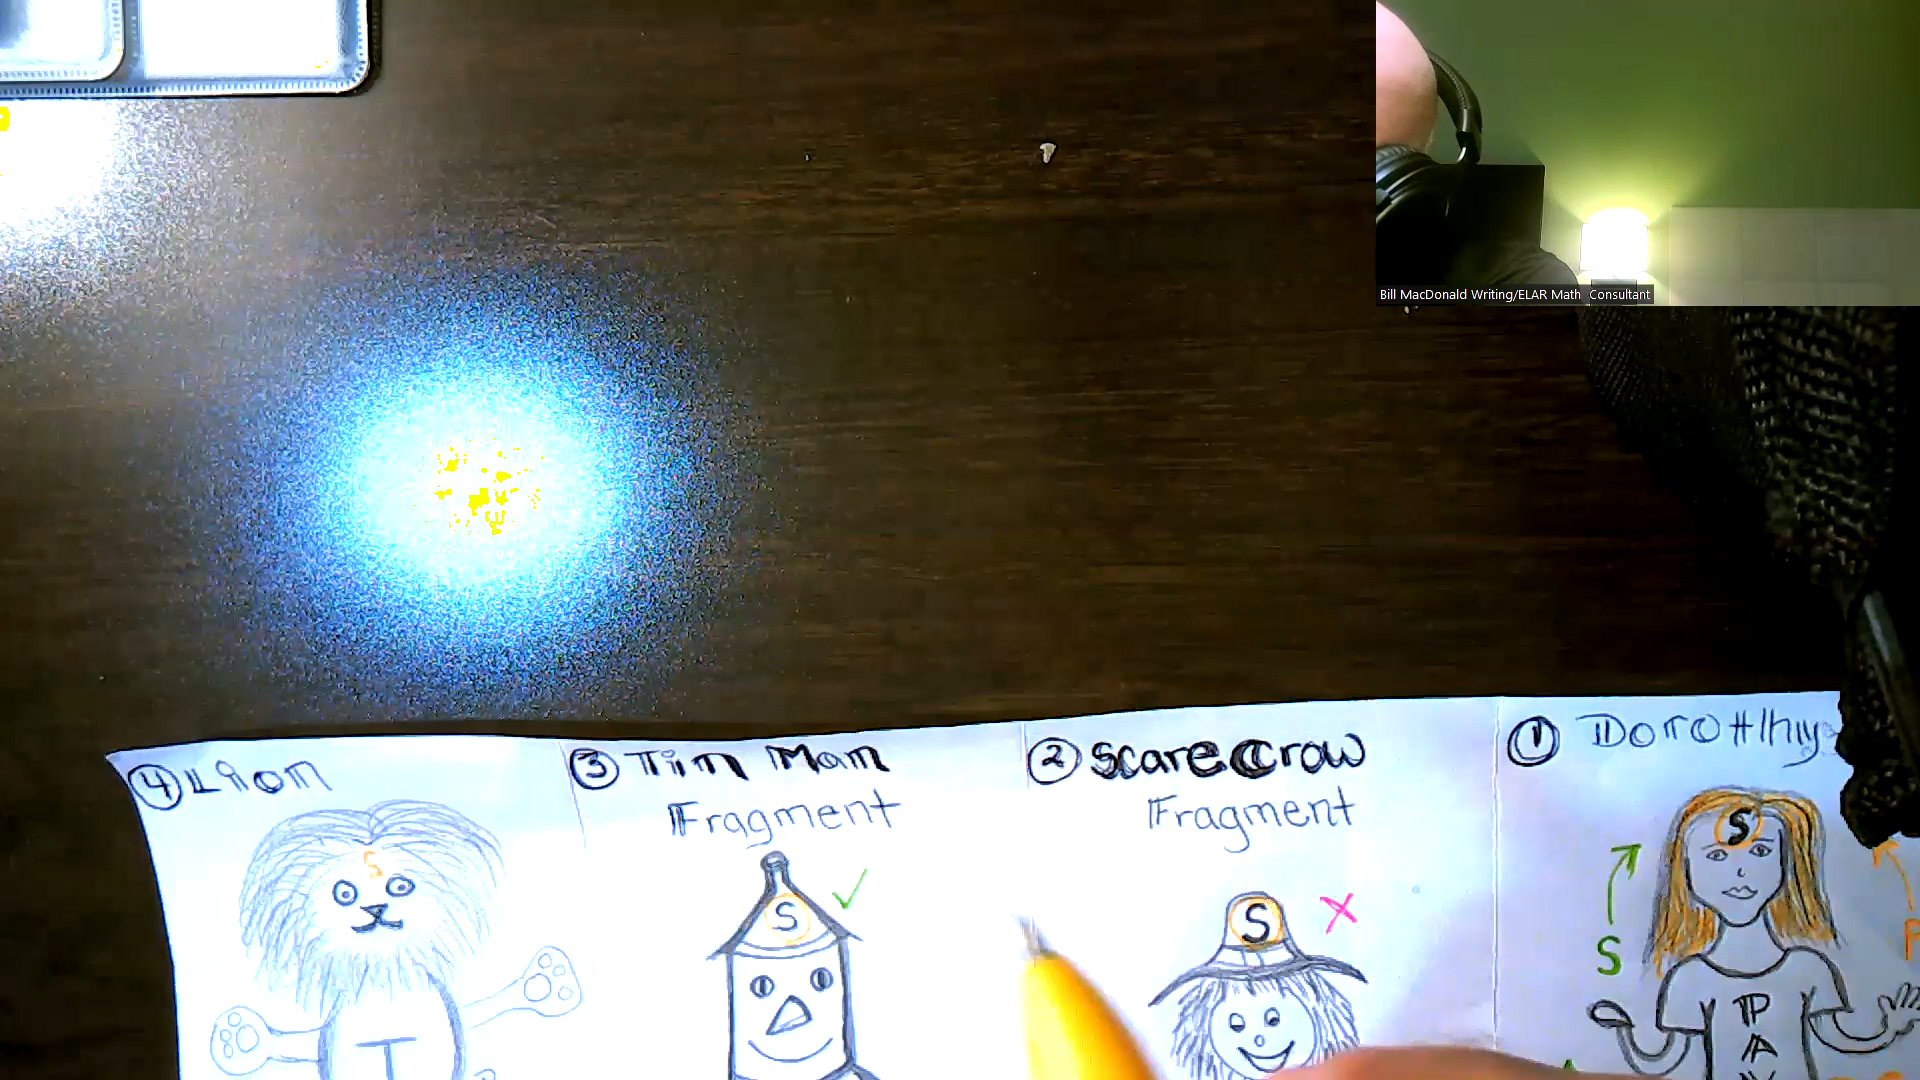 Bill MacDonald Writing/ELAR Math Consultant
④ Lion
③ Tin Man
Fragment
② Scarecrow
Fragment
① Dorothy
S
S
S
S
S
T
P
A